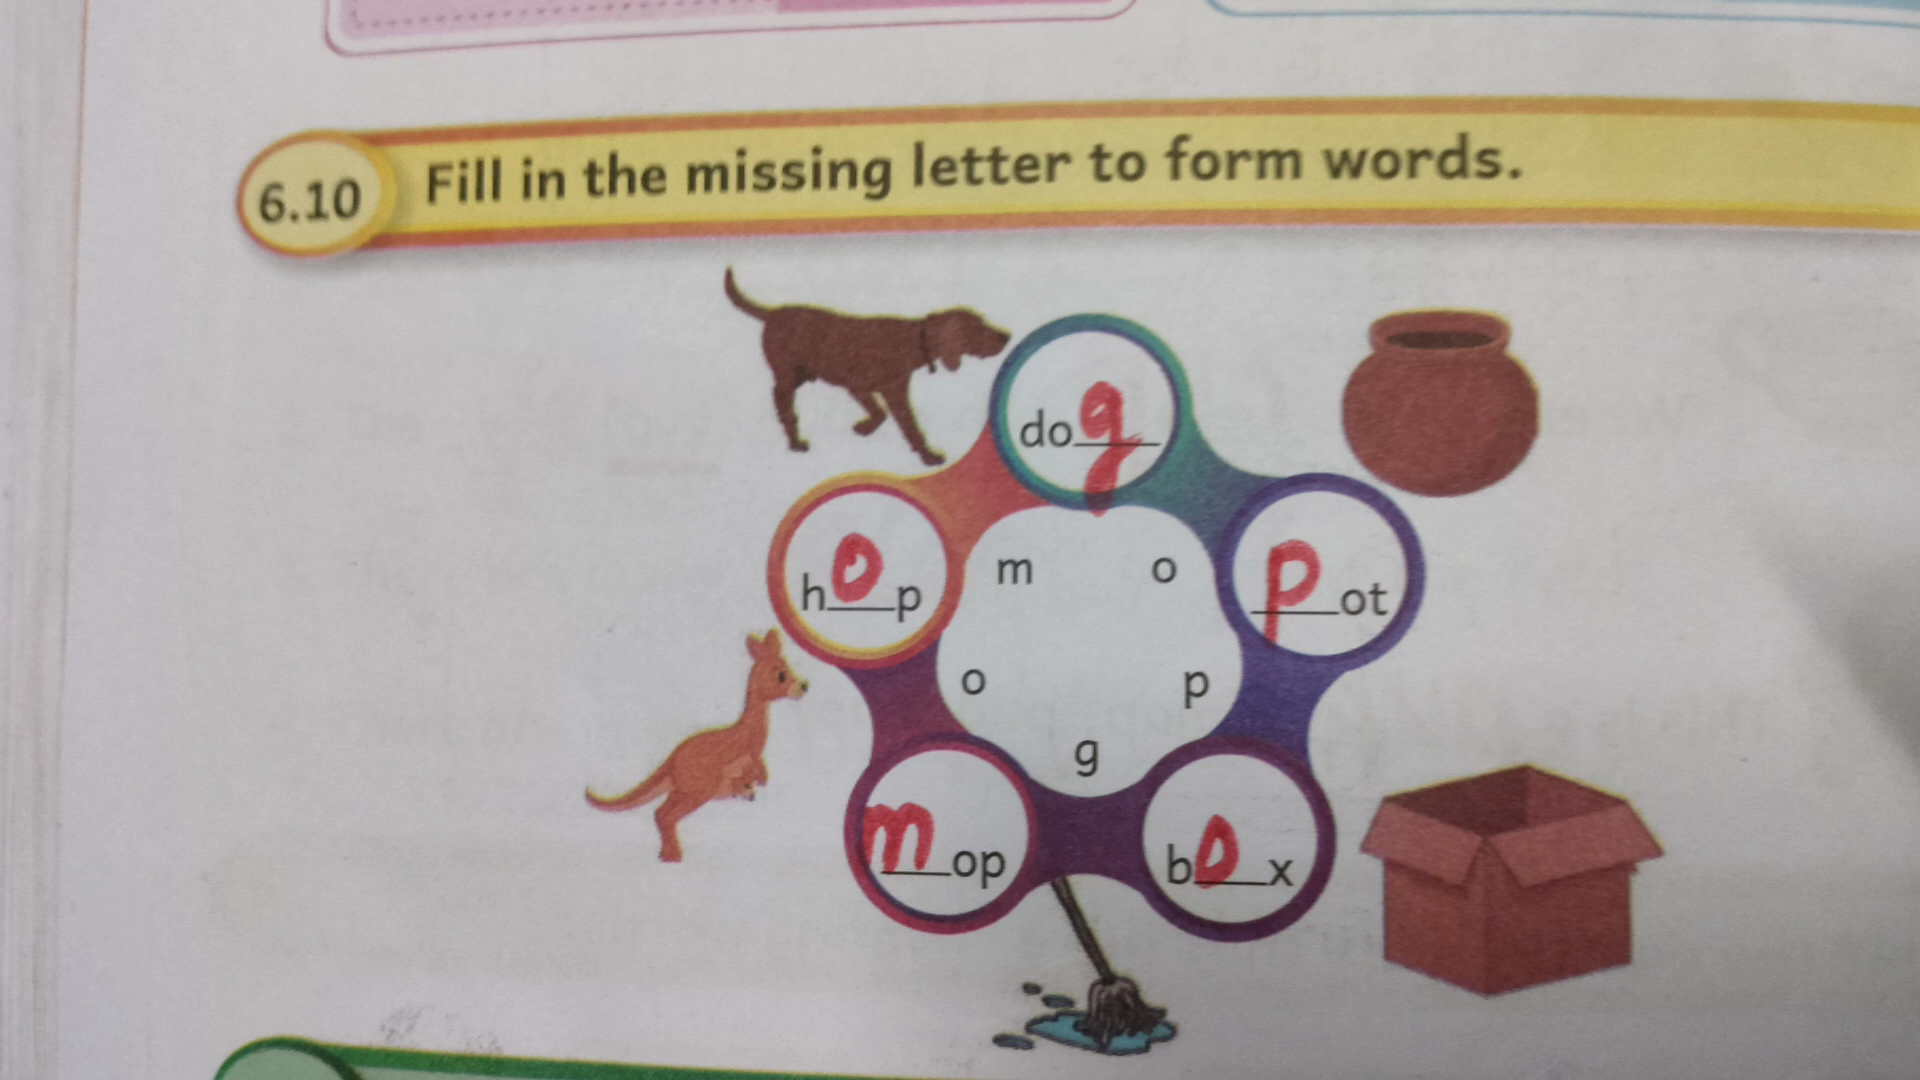 6.10 Fill in the missing letter to form words.
dog
hop
pot
m o
o p
g
mop
box